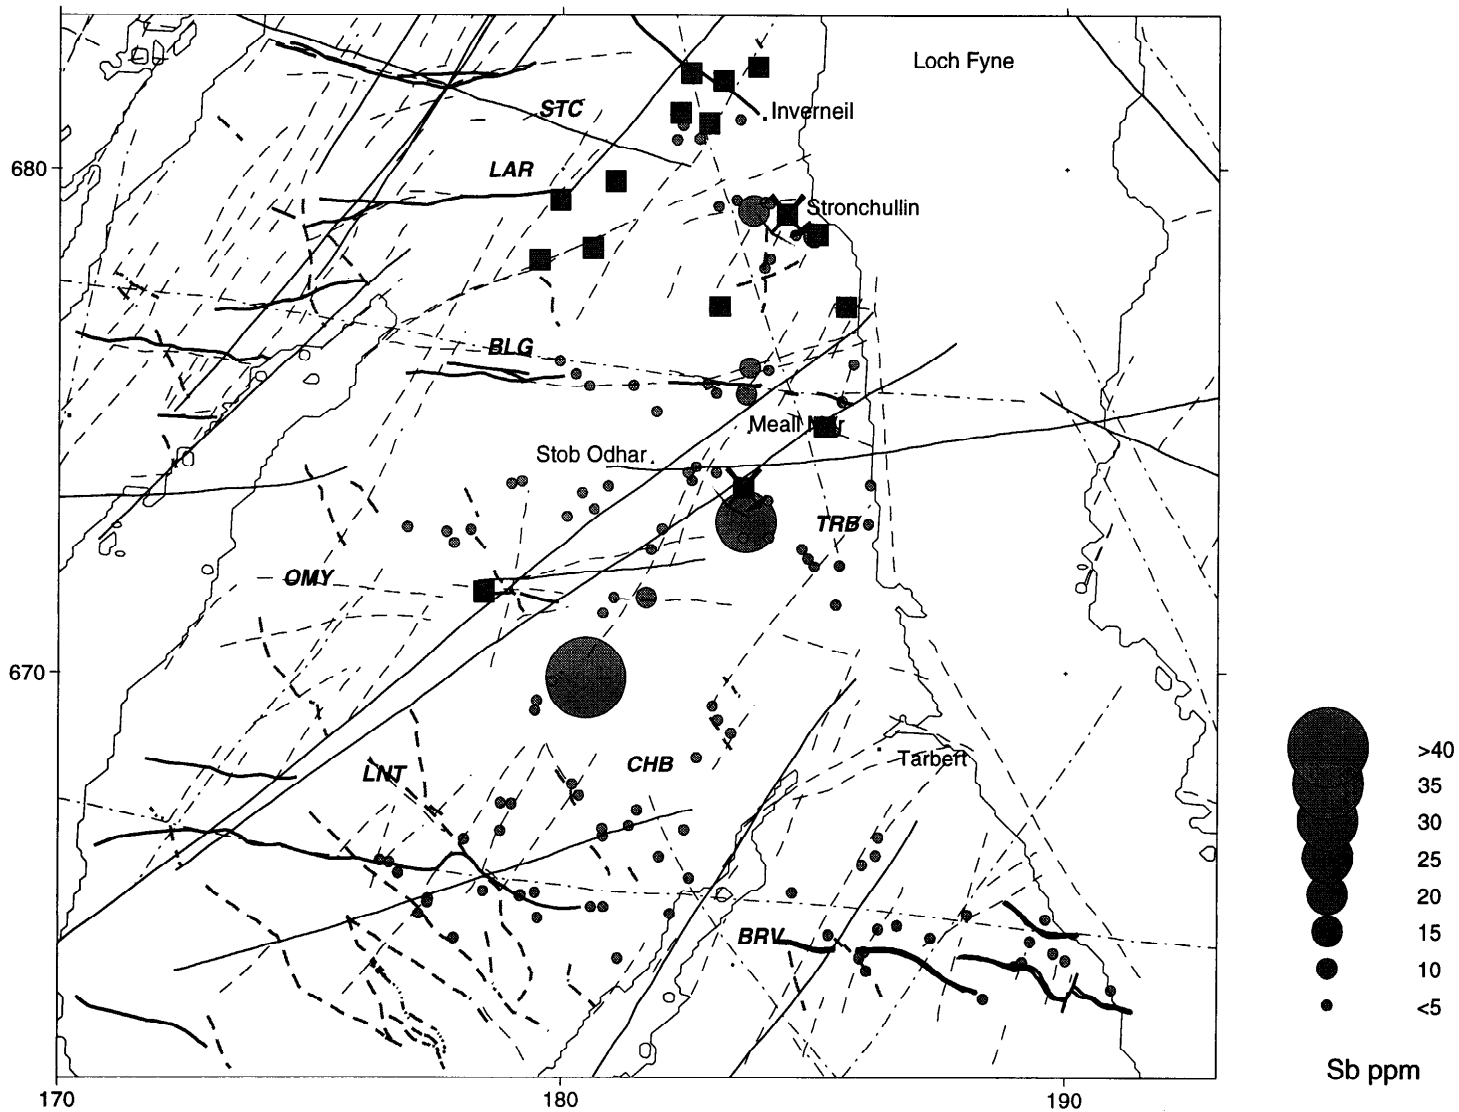 Loch Fyne
STC
Inverneil
680
LAR
Stronchullin
BLG
Meall
Stob Odhar
TRB
OMY
670
LNT
CHB
Tarbert
BRV
>40
35
30
25
20
15
10
<5
Sb ppm
170
180
190